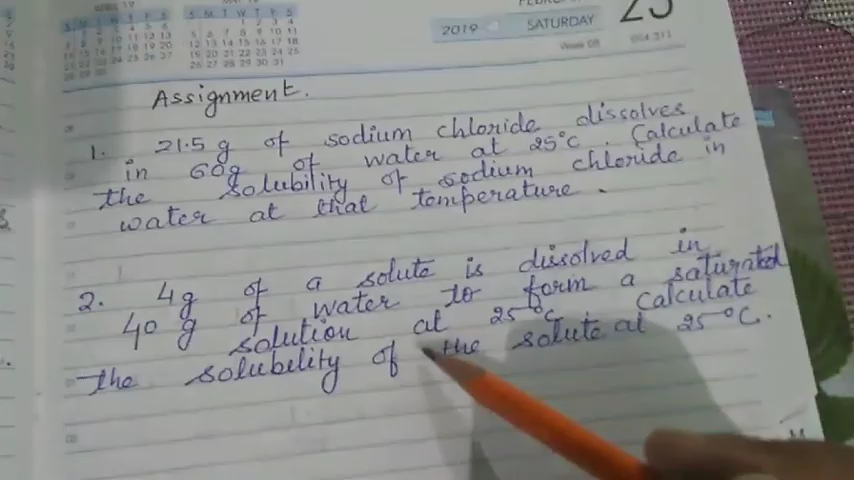 2019
SATURDAY
Week 08
Assignment.
1. 21.5 g of sodium chloride dissolves
in 60g of water at 25°C. Calculate
the solubility of sodium chloride in
water at that temperature.
2. 4g of a solute is dissolved in
40 g of water to form a saturated
solution at 25°C. Calculate
the solubility of the solute at 25°C.